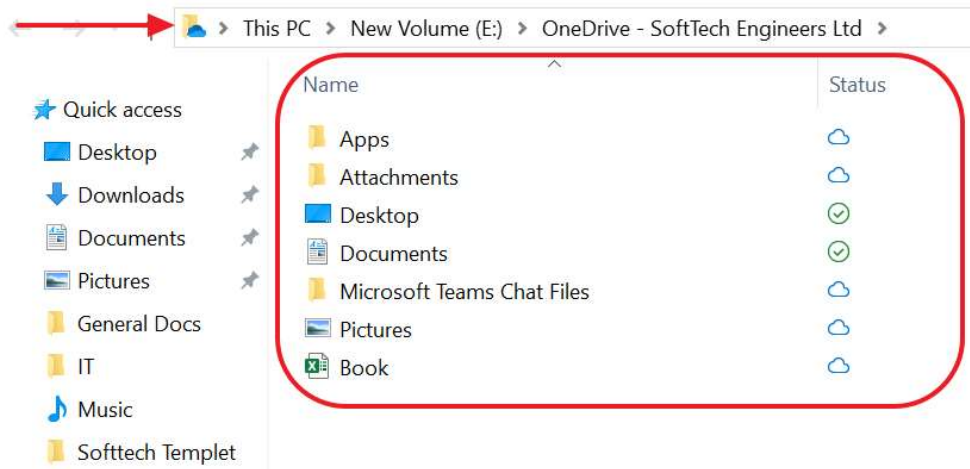 This PC > New Volume (E:) > OneDrive - SoftTech Engineers Ltd >
Quick access
Desktop
Downloads
Documents
Pictures
General Docs
IT
Music
Softtech Templet
Name Status
Apps
Attachments
Desktop
Documents
Microsoft Teams Chat Files
Pictures
Book